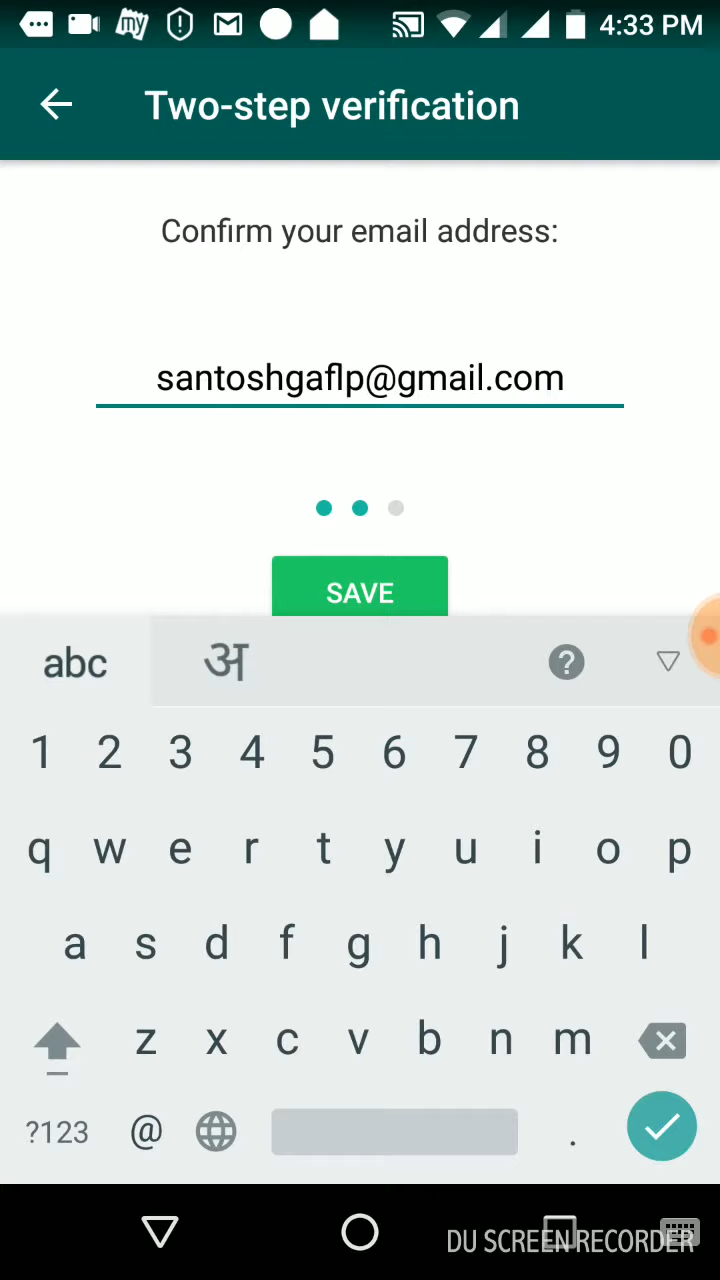 my
4:33 PM
Two-step verification
Confirm your email address:
santoshgaflp@gmail.com
SAVE
abc अ ?
1 2 3 4 5 6 7 8 9 0
q w e r t y u i o p
a s d f g h j k l
z x c v b n m
?123 @ .
DU SCREEN RECORDER